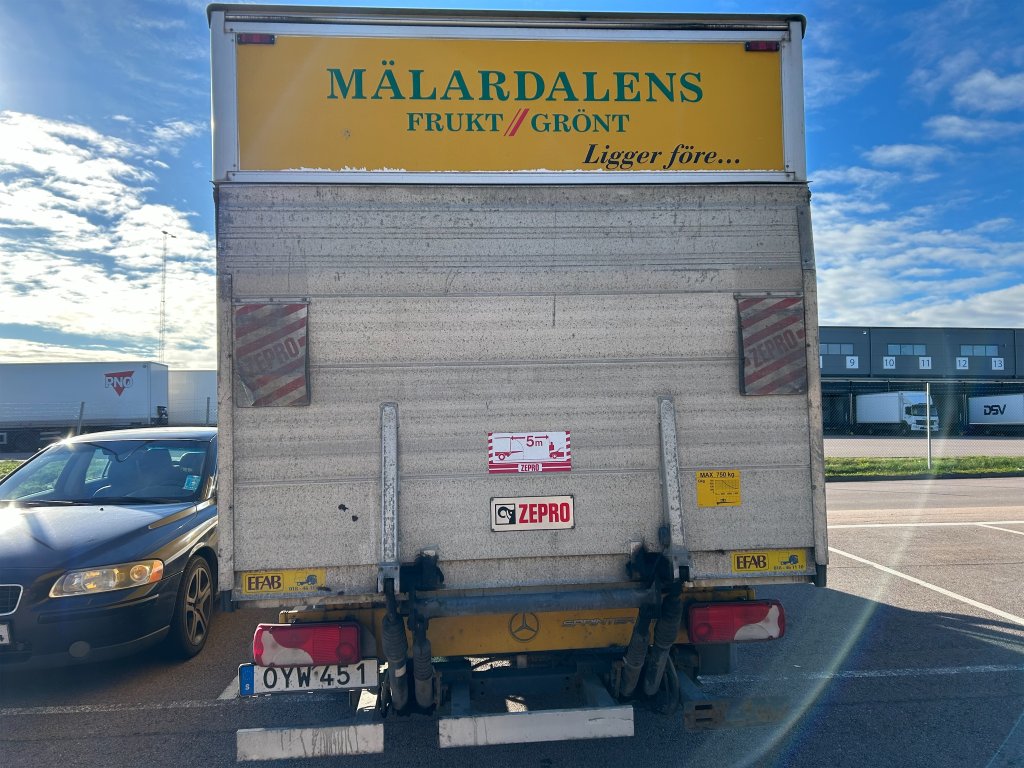 MÄLARDALENS
FRUKT//GRÖNT
Ligger före...
ZEPRO
ZEPRO
PNO
9 10 11 12 13
DSV
5m
ZEPRO
MAX 750 kg
ZEPRO
EFAB
EFAB
SPRINTER
S OYW 451